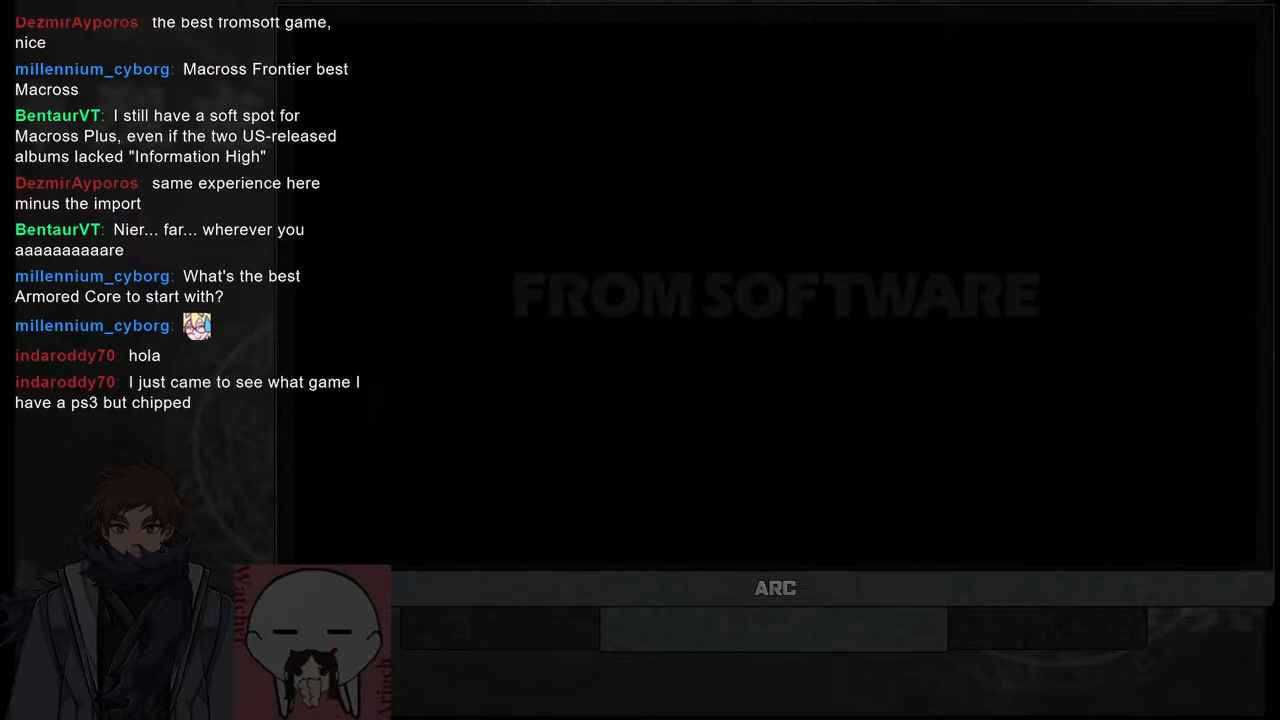 DezmirAyporos: the best fromsoft game,
nice
millennium_cyborg: Macross Frontier best
Macross
BentaurVT: I still have a soft spot for
Macross Plus, even if the two US-released
albums lacked "Information High"
DezmirAyporos: same experience here
minus the import
BentaurVT: Nier... far... wherever you
aaaaaaaaaare
millennium_cyborg: What's the best
Armored Core to start with?
millennium_cyborg:
indaroddy70: hola
indaroddy70: I just came to see what game I
have a ps3 but chipped
FROM SOFTWARE
ARC
Watcher